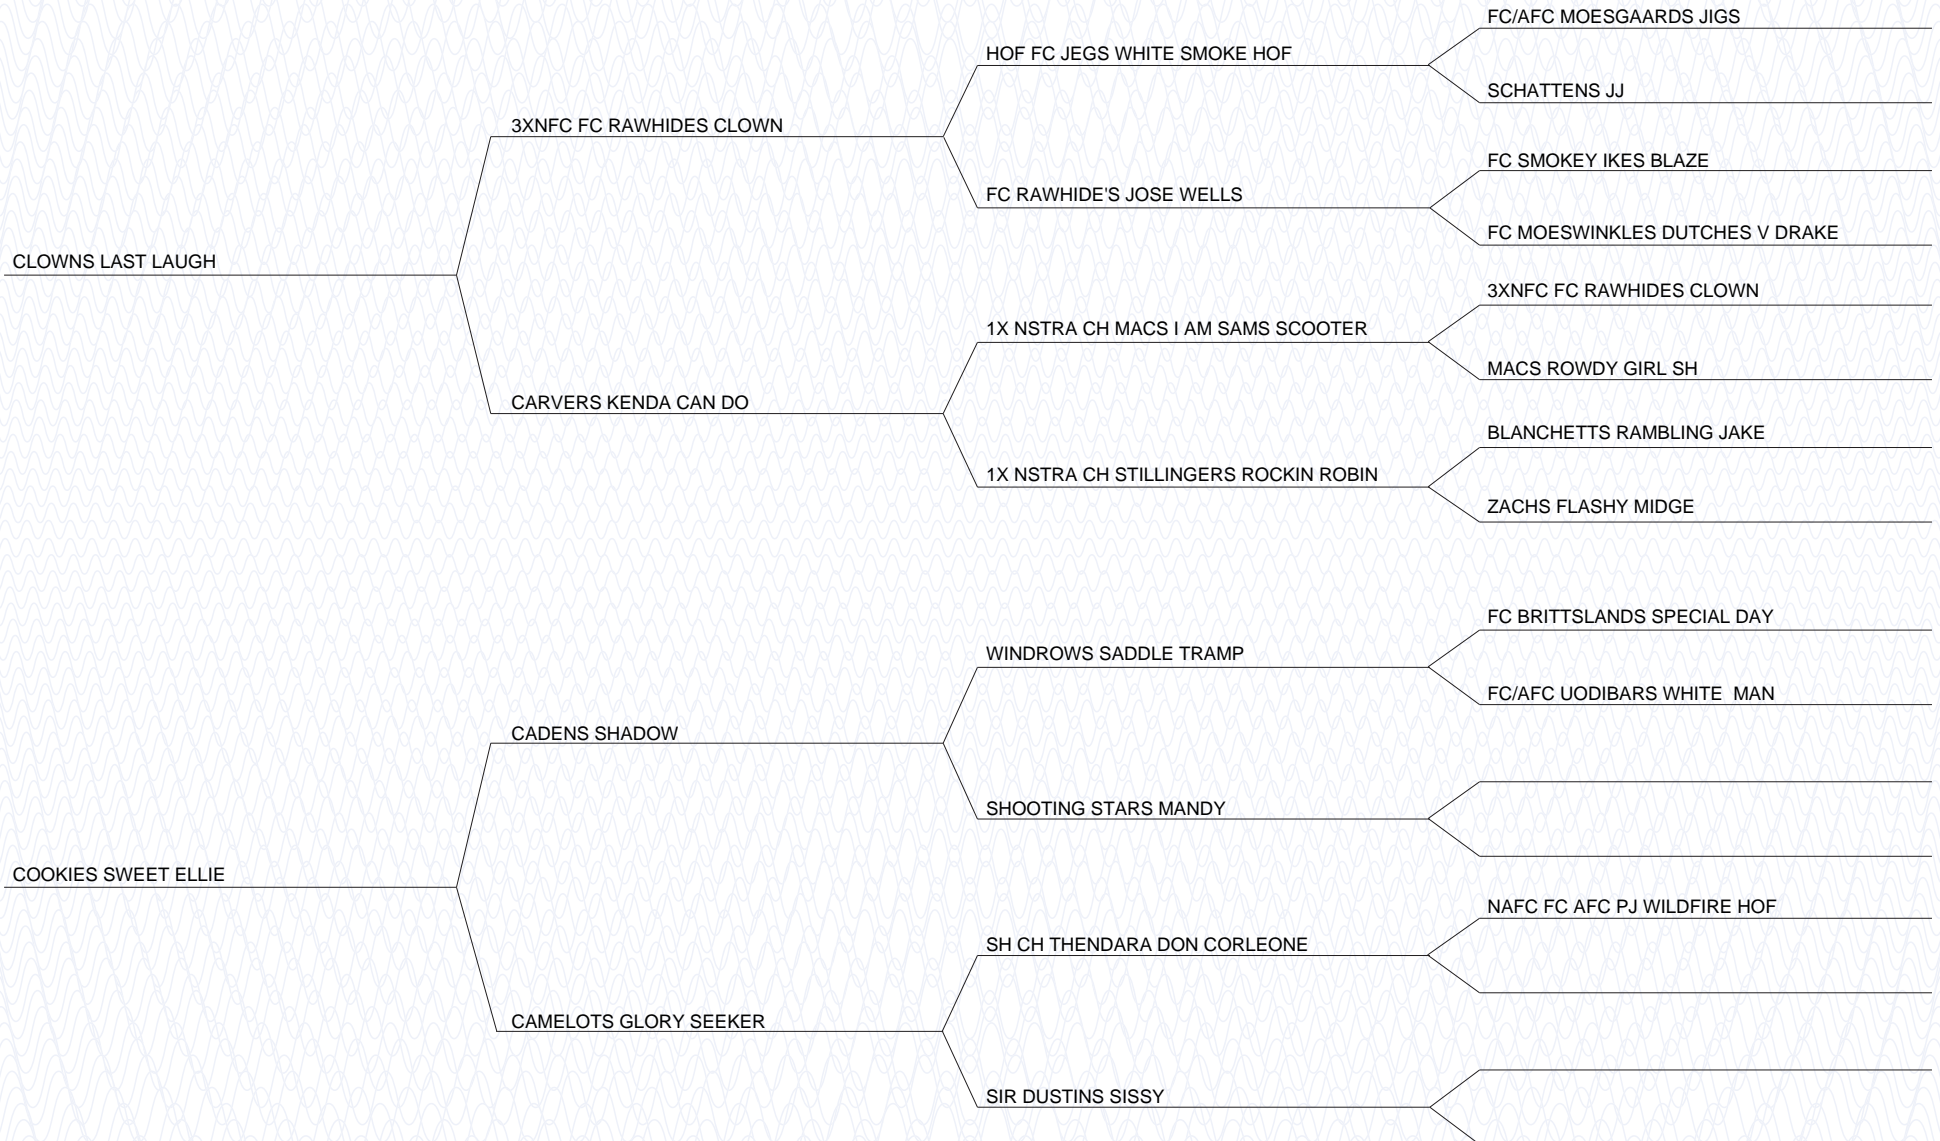 FC/AFC MOESGAARDS JIGS
HOF FC JEGS WHITE SMOKE HOF
SCHATTENS JJ
3XNFC FC RAWHIDES CLOWN
FC SMOKEY IKES BLAZE
FC RAWHIDE'S JOSE WELLS
FC MOESWINKLES DUTCHES V DRAKE
CLOWNS LAST LAUGH
3XNFC FC RAWHIDES CLOWN
1X NSTRA CH MACS I AM SAMS SCOOTER
MACS ROWDY GIRL SH
CARVERS KENDA CAN DO
BLANCHETTS RAMBLING JAKE
1X NSTRA CH STILLINGERS ROCKIN ROBIN
ZACHS FLASHY MIDGE
FC BRITTSLANDS SPECIAL DAY
WINDROWS SADDLE TRAMP
FC/AFC UODIBARS WHITE  MAN
CADENS SHADOW
SHOOTING STARS MANDY
COOKIES SWEET ELLIE
NAFC FC AFC PJ WILDFIRE HOF
SH CH THENDARA DON CORLEONE
CAMELOTS GLORY SEEKER
SIR DUSTINS SISSY